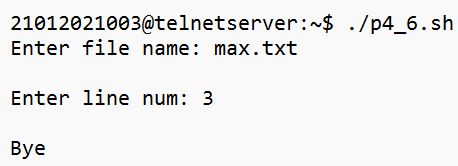 21012021003@telnetserver:~$ ./p4_6.sh
Enter file name: max.txt
Enter line num: 3
Bye